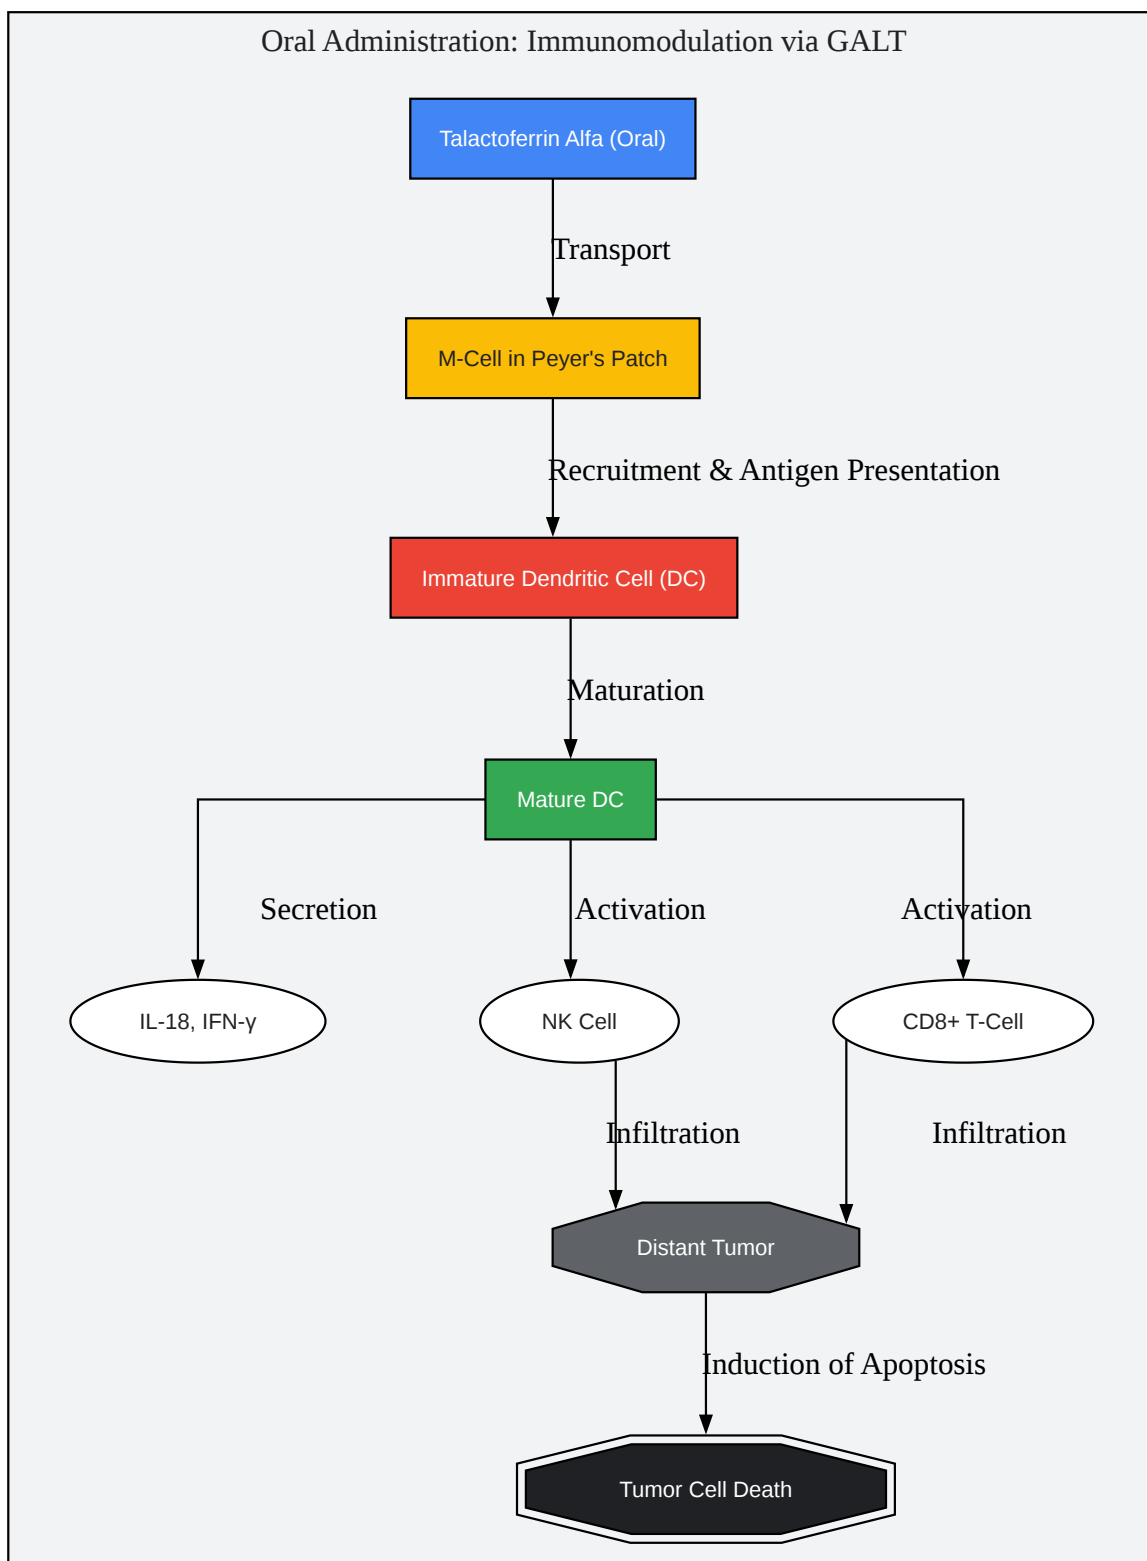 Oral Administration: Immunomodulation via GALT
Talactoferrin Alfa (Oral)
Transport
M-Cell in Peyer's Patch
Recruitment & Antigen Presentation
Immature Dendritic Cell (DC)
Maturation
Mature DC
Secretion
Activation
Activation
IL-18, IFN-γ
NK Cell
CD8+ T-Cell
Infiltration
Infiltration
Distant Tumor
Induction of Apoptosis
Tumor Cell Death